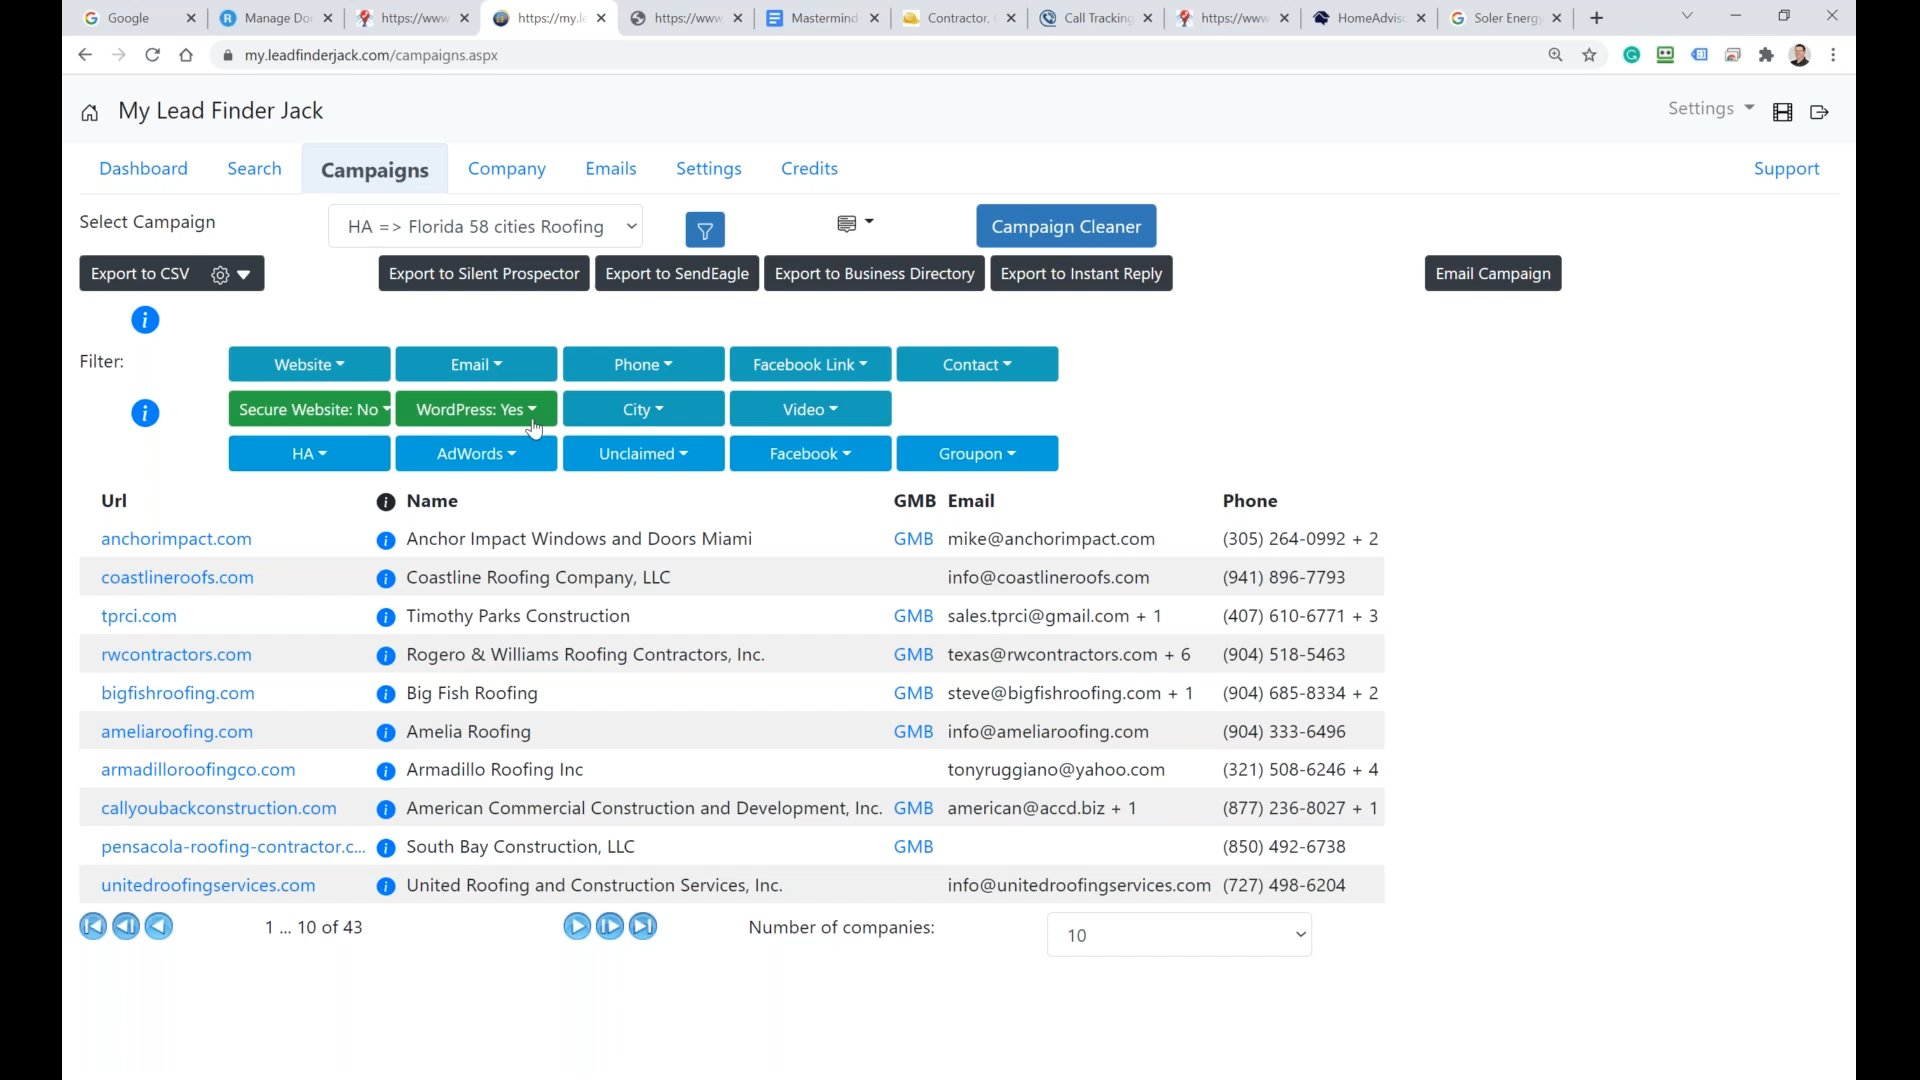 Google
Manage Do
https://www
https://my.le
https://www
Mastermind
Contractor, C
Call Tracking
https://www
HomeAdviso
Soler Energy
my.leadfinderjack.com/campaigns.aspx
My Lead Finder Jack
Settings
Dashboard Search Campaigns Company Emails Settings Credits Support
Select Campaign
HA => Florida 58 cities Roofing
Campaign Cleaner
Export to CSV
Export to Silent Prospector
Export to SendEagle
Export to Business Directory
Export to Instant Reply
Email Campaign
Filter:
Website Email Phone Facebook Link Contact
Secure Website: No WordPress: Yes City Video
HA AdWords Unclaimed Facebook Groupon
Url Name GMB Email Phone
anchorimpact.com Anchor Impact Windows and Doors Miami GMB mike@anchorimpact.com (305) 264-0992 + 2
coastlineroofs.com Coastline Roofing Company, LLC info@coastlineroofs.com (941) 896-7793
tprci.com Timothy Parks Construction GMB sales.tprci@gmail.com + 1 (407) 610-6771 + 3
rwcontractors.com Rogero & Williams Roofing Contractors, Inc. GMB texas@rwcontractors.com + 6 (904) 518-5463
bigfishroofing.com Big Fish Roofing GMB steve@bigfishroofing.com + 1 (904) 685-8334 + 2
ameliaroofing.com Amelia Roofing GMB info@ameliaroofing.com (904) 333-6496
armadilloroofingco.com Armadillo Roofing Inc tonyruggiano@yahoo.com (321) 508-6246 + 4
callyoubackconstruction.com American Commercial Construction and Development, Inc. GMB american@accd.biz + 1 (877) 236-8027 + 1
pensacola-roofing-contractor.c... South Bay Construction, LLC GMB (850) 492-6738
unitedroofingservices.com United Roofing and Construction Services, Inc. info@unitedroofingservices.com (727) 498-6204
1 ... 10 of 43
Number of companies:
10